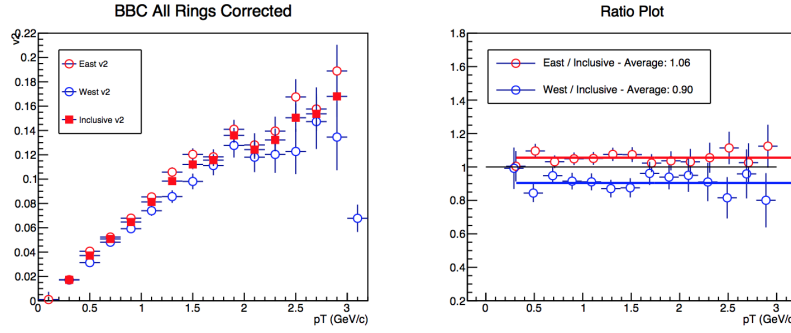 BBC All Rings Corrected
v2
0.22
0.2
0.18
0.16
0.14
0.12
0.1
0.08
0.06
0.04
0.02
0
East v2
West v2
Inclusive v2
0 0.5 1 1.5 2 2.5 3
pT (GeV/c)
Ratio Plot
1.8
1.6
1.4
1.2
1
0.8
0.6
0.4
0.2
East / Inclusive - Average: 1.06
West / Inclusive - Average: 0.90
0 0.5 1 1.5 2 2.5 3
pT (GeV/c)